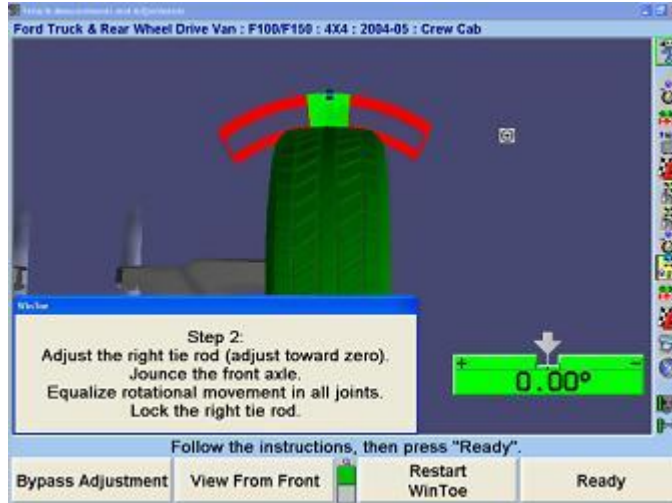 Ford Truck & Rear Wheel Drive Van : F100/F150 : 4X4 : 2004-05 : Crew Cab
WinToe
Step 2:
Adjust the right tie rod (adjust toward zero).
Jounce the front axle.
Equalize rotational movement in all joints.
Lock the right tie rod.
+ −
0.00º
Follow the instructions, then press "Ready".
Bypass Adjustment
View From Front
Restart
WinToe
Ready